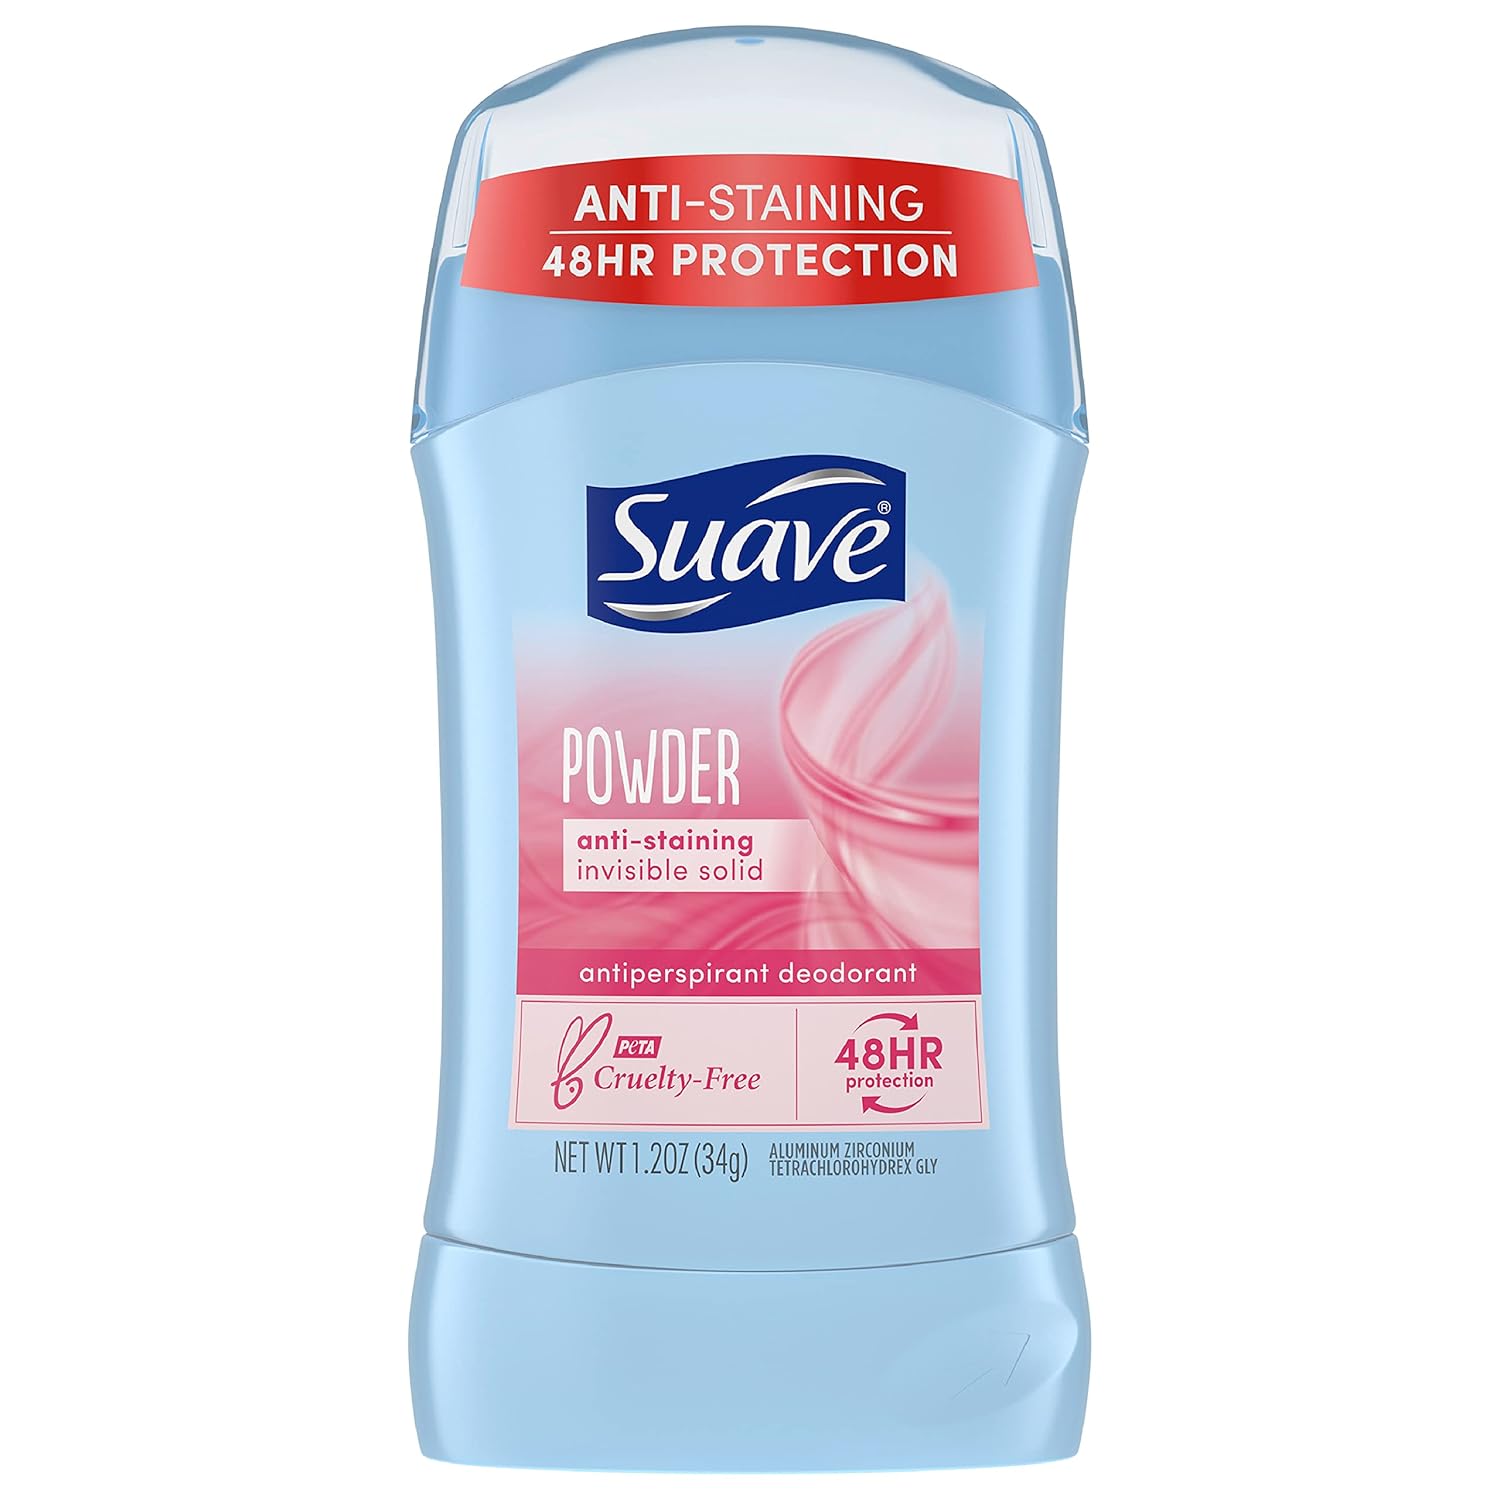 ANTI-STAINING
48HR PROTECTION
Suave®
POWDER
anti-staining
invisible solid
antiperspirant deodorant
PETA
Cruelty-Free
48HR
protection
NET WT 1.2OZ (34g)
ALUMINUM ZIRCONIUM
TETRACHLOROHYDREX GLY